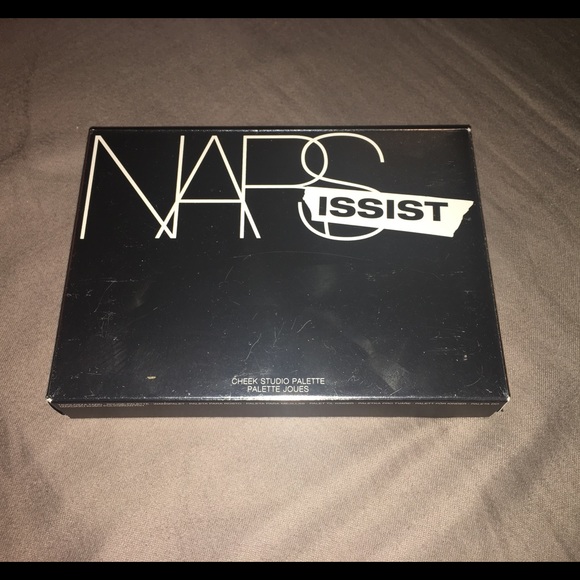 NARS
ISSIST
CHEEK STUDIO PALETTE
PALETTE JOUES